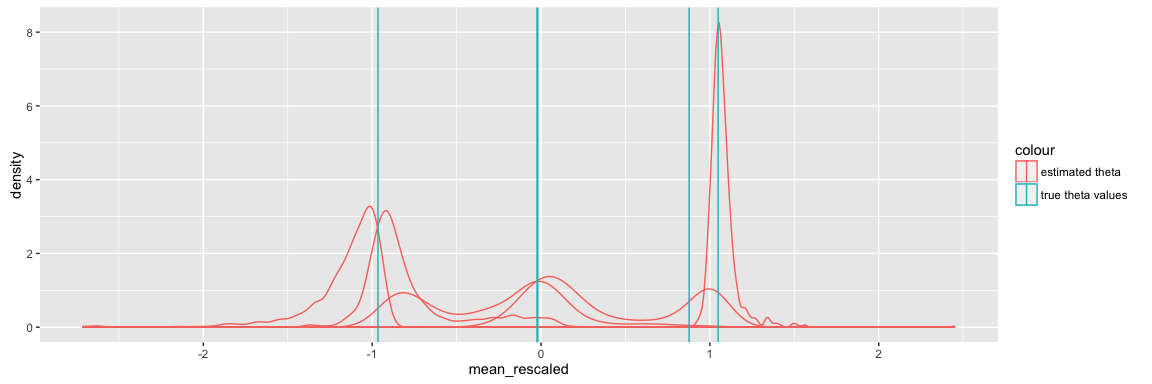 8
6
4
2
0
density
-2 -1 0 1 2
mean_rescaled
colour
estimated theta
true theta values